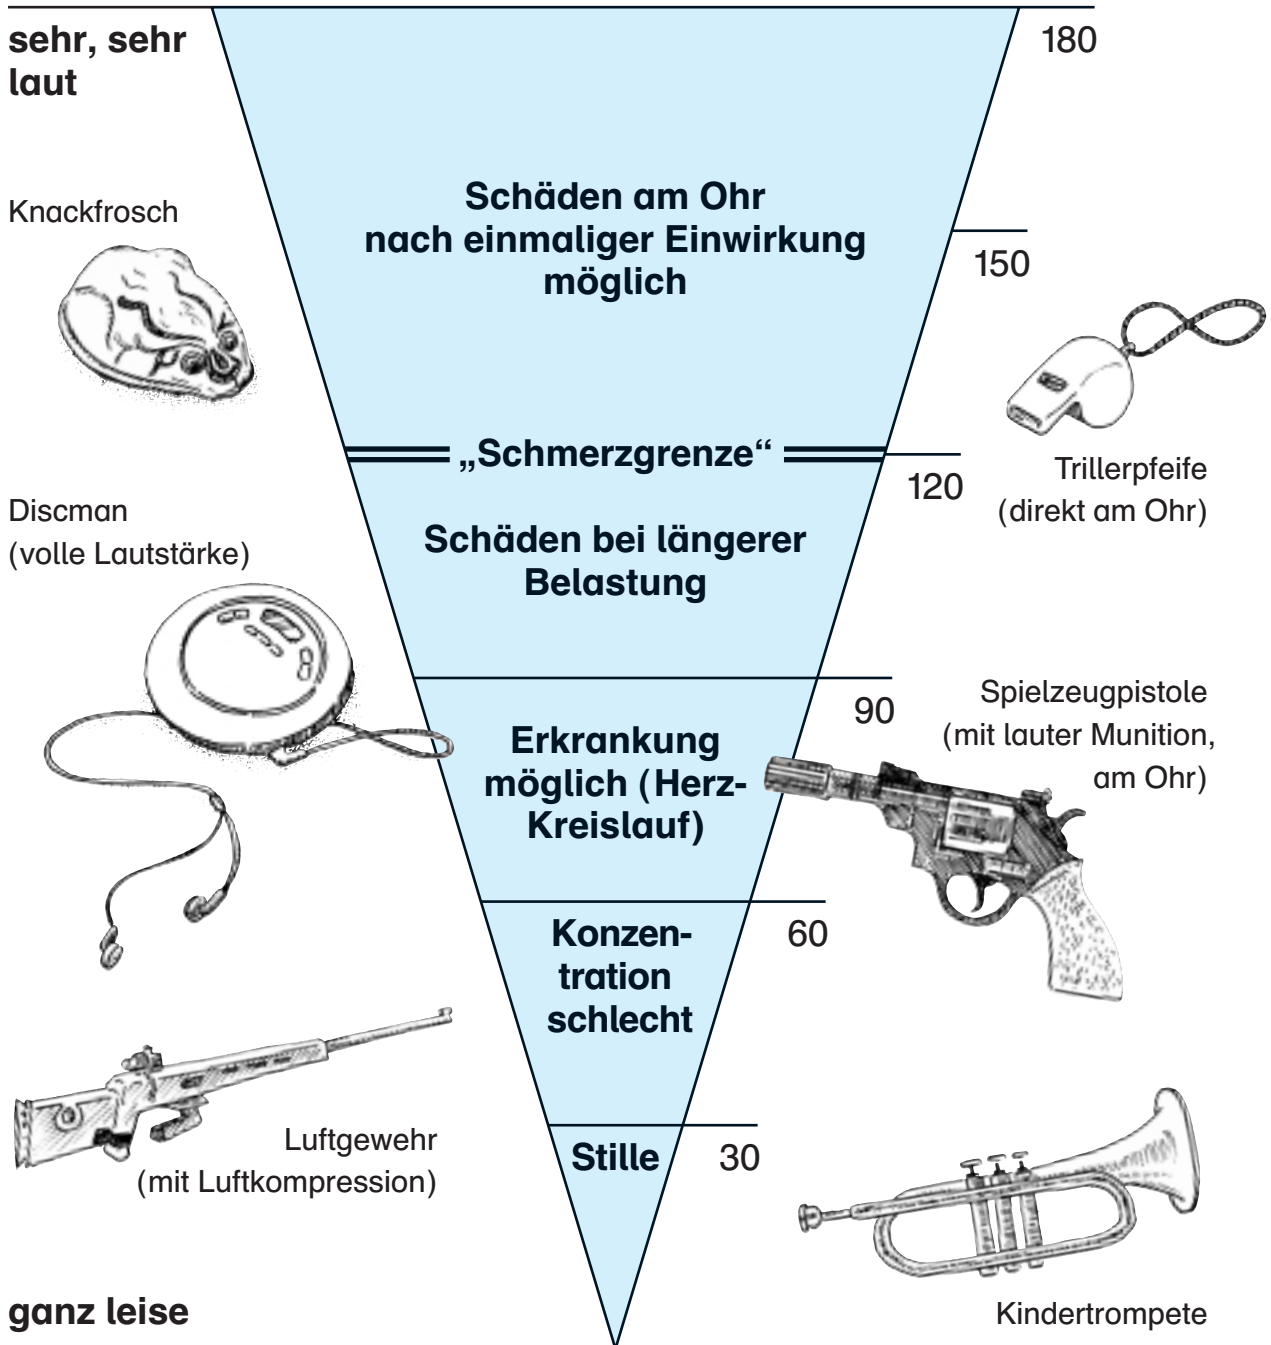 sehr, sehr
laut
180
Knackfrosch
Schäden am Ohr
nach einmaliger Einwirkung
möglich
150
„Schmerzgrenze“
120
Trillerpfeife
(direkt am Ohr)
Discman
(volle Lautstärke)
Schäden bei längerer
Belastung
90
Spielzeugpistole
(mit lauter Munition,
am Ohr)
Erkrankung
möglich (Herz-
Kreislauf)
60
Konzen-
tration
schlecht
Luftgewehr
(mit Luftkompression)
Stille
30
ganz leise
Kindertrompete